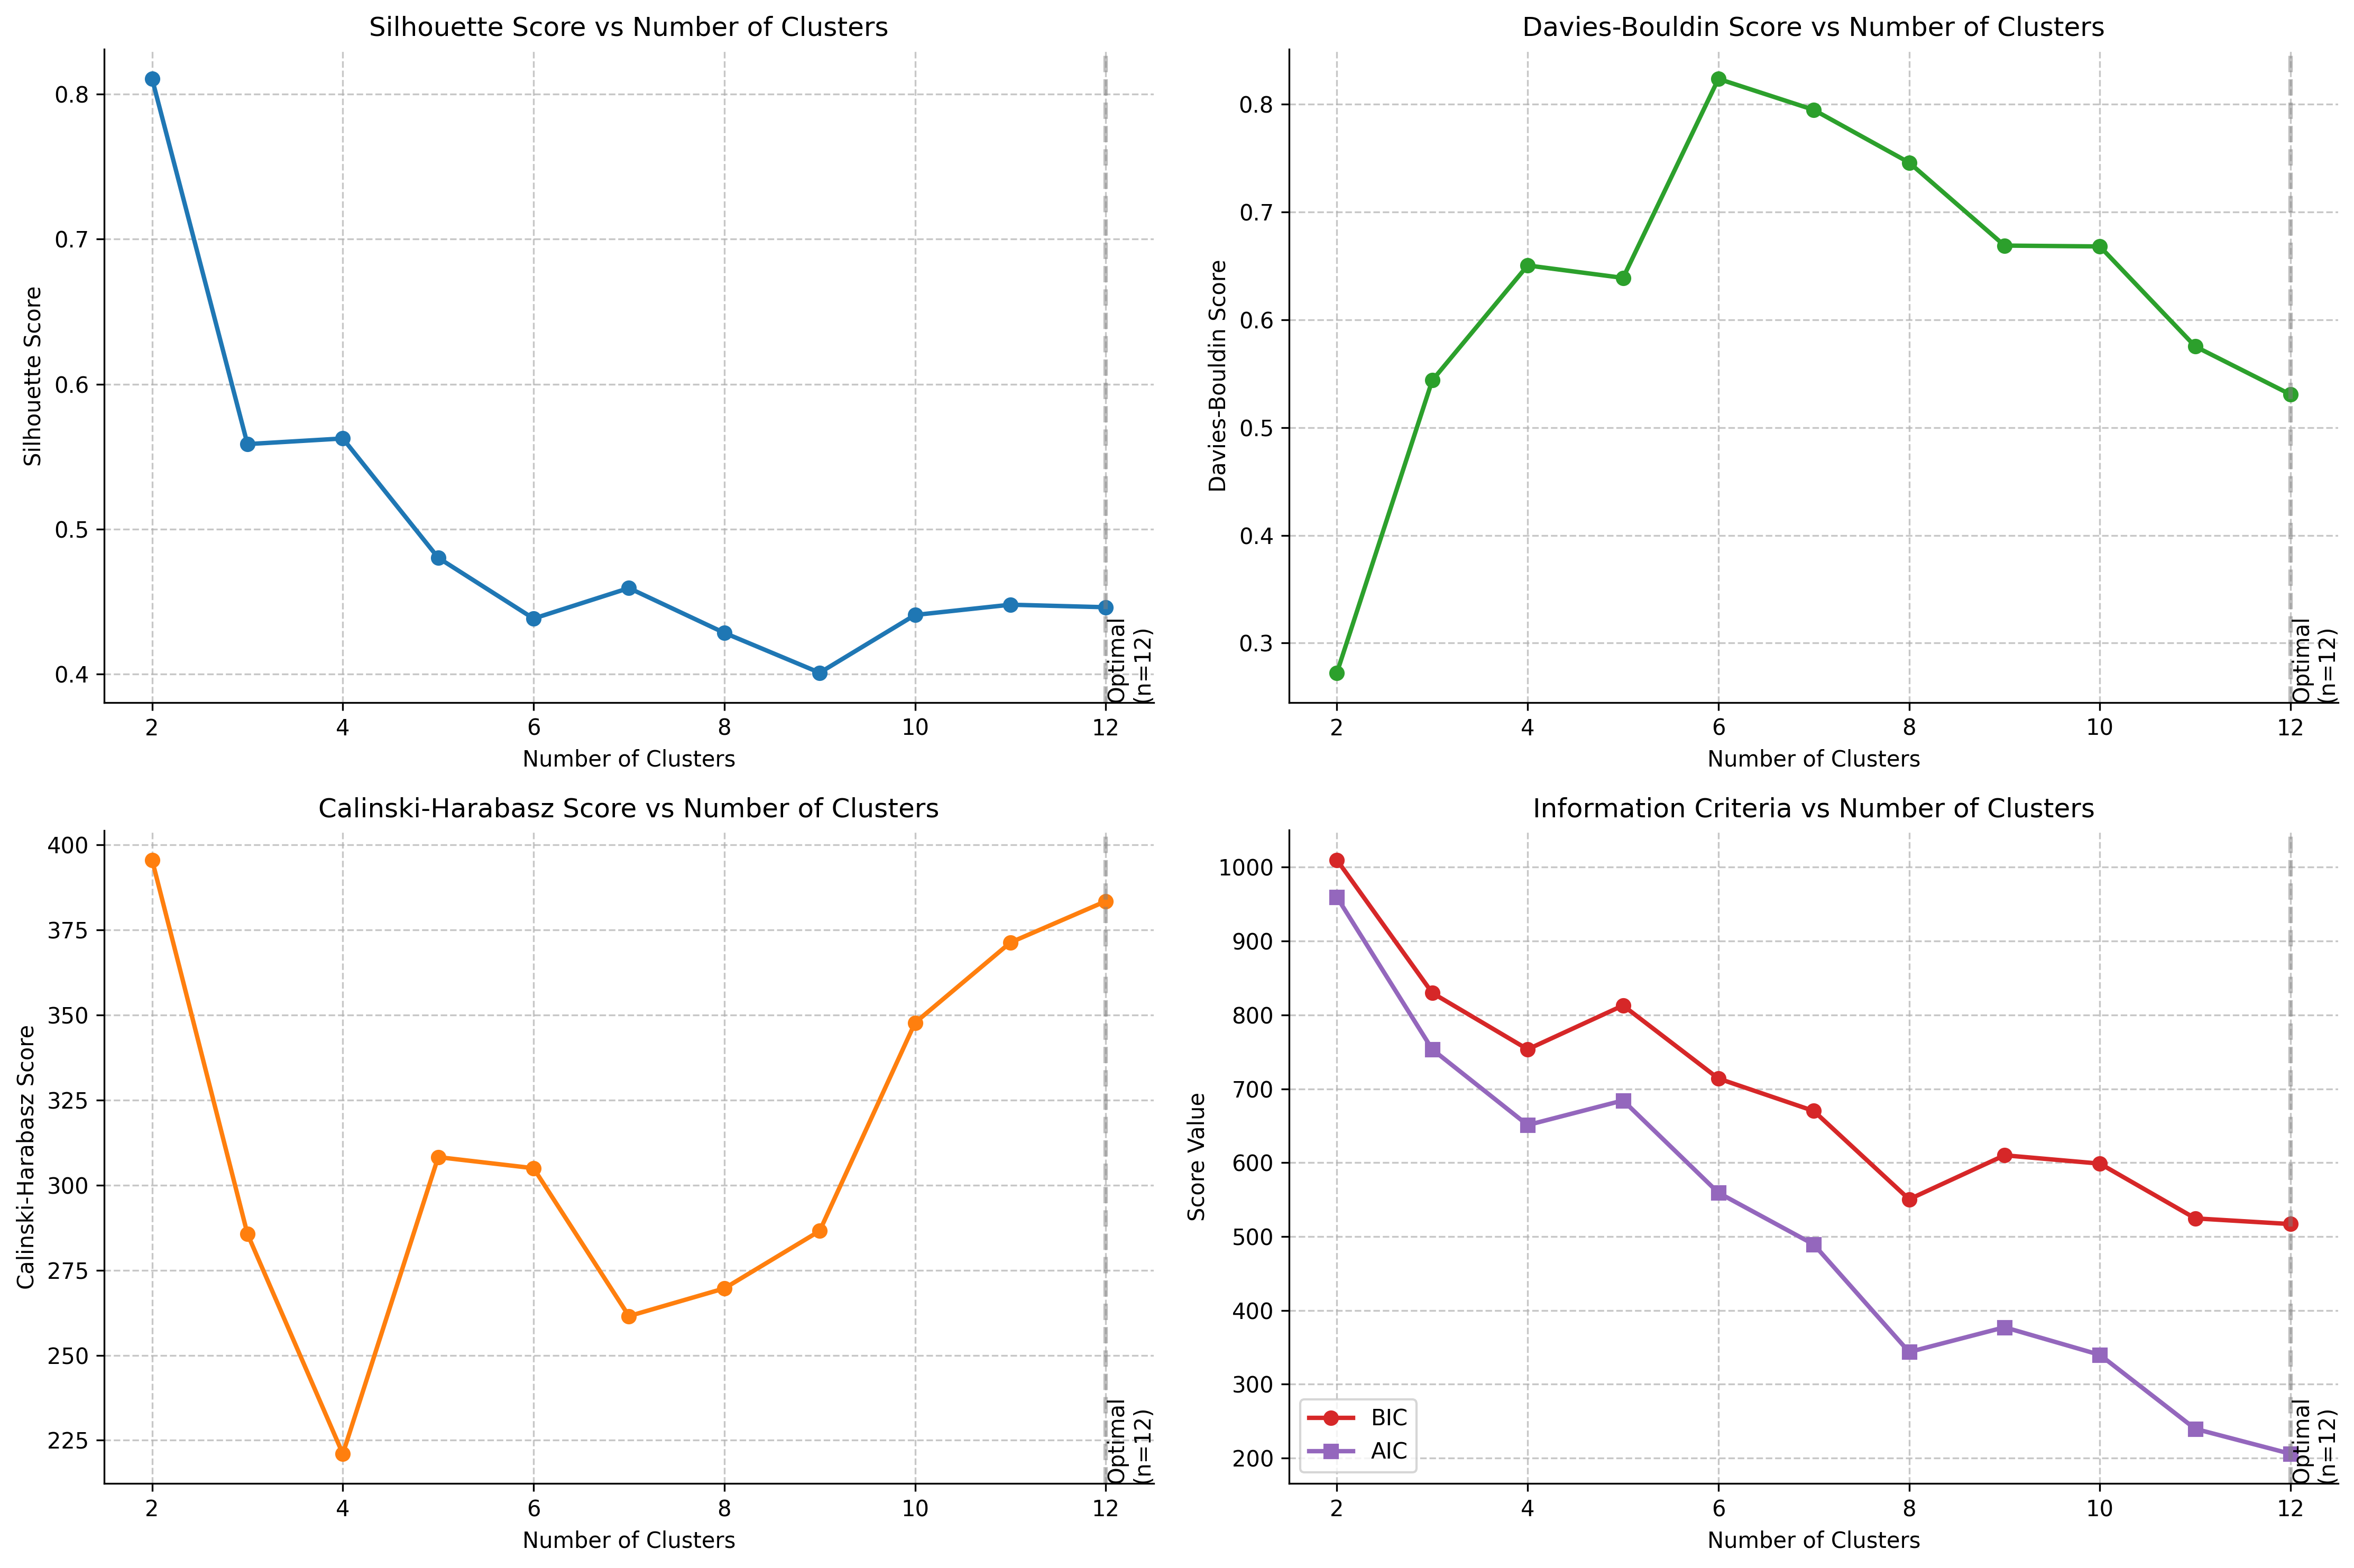 Silhouette Score vs Number of Clusters
Silhouette Score
0.8
0.7
0.6
0.5
0.4
2 4 6 8 10 12
Number of Clusters
Optimal
(n=12)
Davies-Bouldin Score vs Number of Clusters
Davies-Bouldin Score
0.8
0.7
0.6
0.5
0.4
0.3
2 4 6 8 10 12
Number of Clusters
Optimal
(n=12)
Calinski-Harabasz Score vs Number of Clusters
Calinski-Harabasz Score
400
375
350
325
300
275
250
225
2 4 6 8 10 12
Number of Clusters
Optimal
(n=12)
Information Criteria vs Number of Clusters
Score Value
1000
900
800
700
600
500
400
300
200
BIC
AIC
2 4 6 8 10 12
Number of Clusters
Optimal
(n=12)